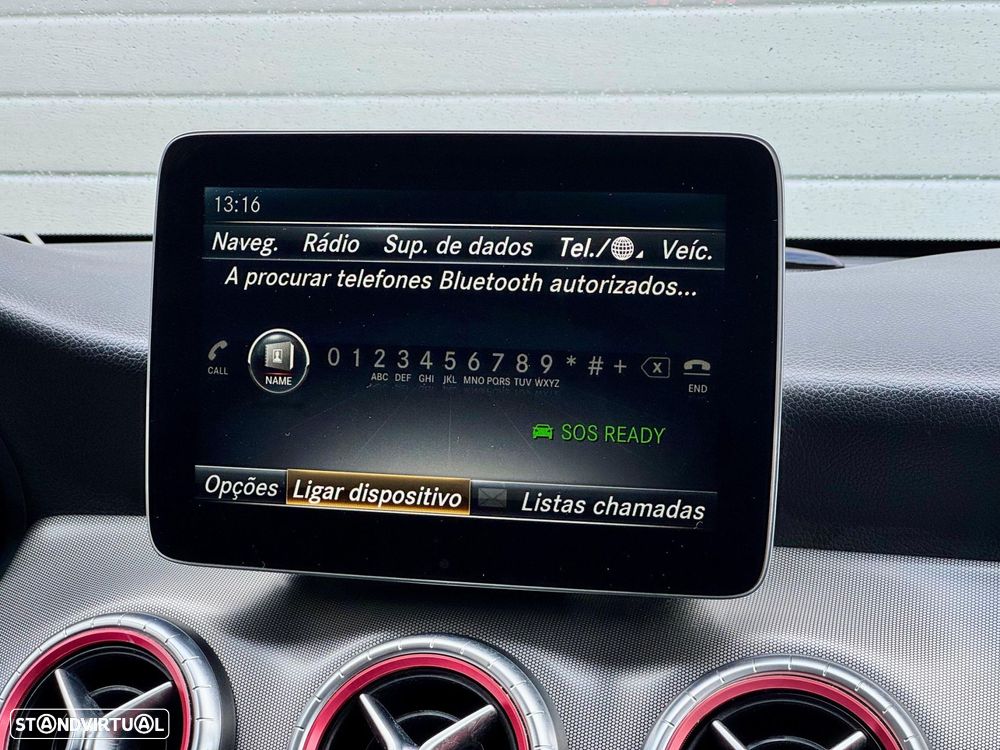 13:16
Naveg. Rádio Sup. de dados Tel./ Veíc.
A procurar telefones Bluetooth autorizados...
0 1 2 3 4 5 6 7 8 9 * # + X
CALL NAME ABC DEF GHI JKL MNO PQRS TUV WXYZ END
SOS READY
Opções Ligar dispositivo Listas chamadas
STANDVIRTUAL